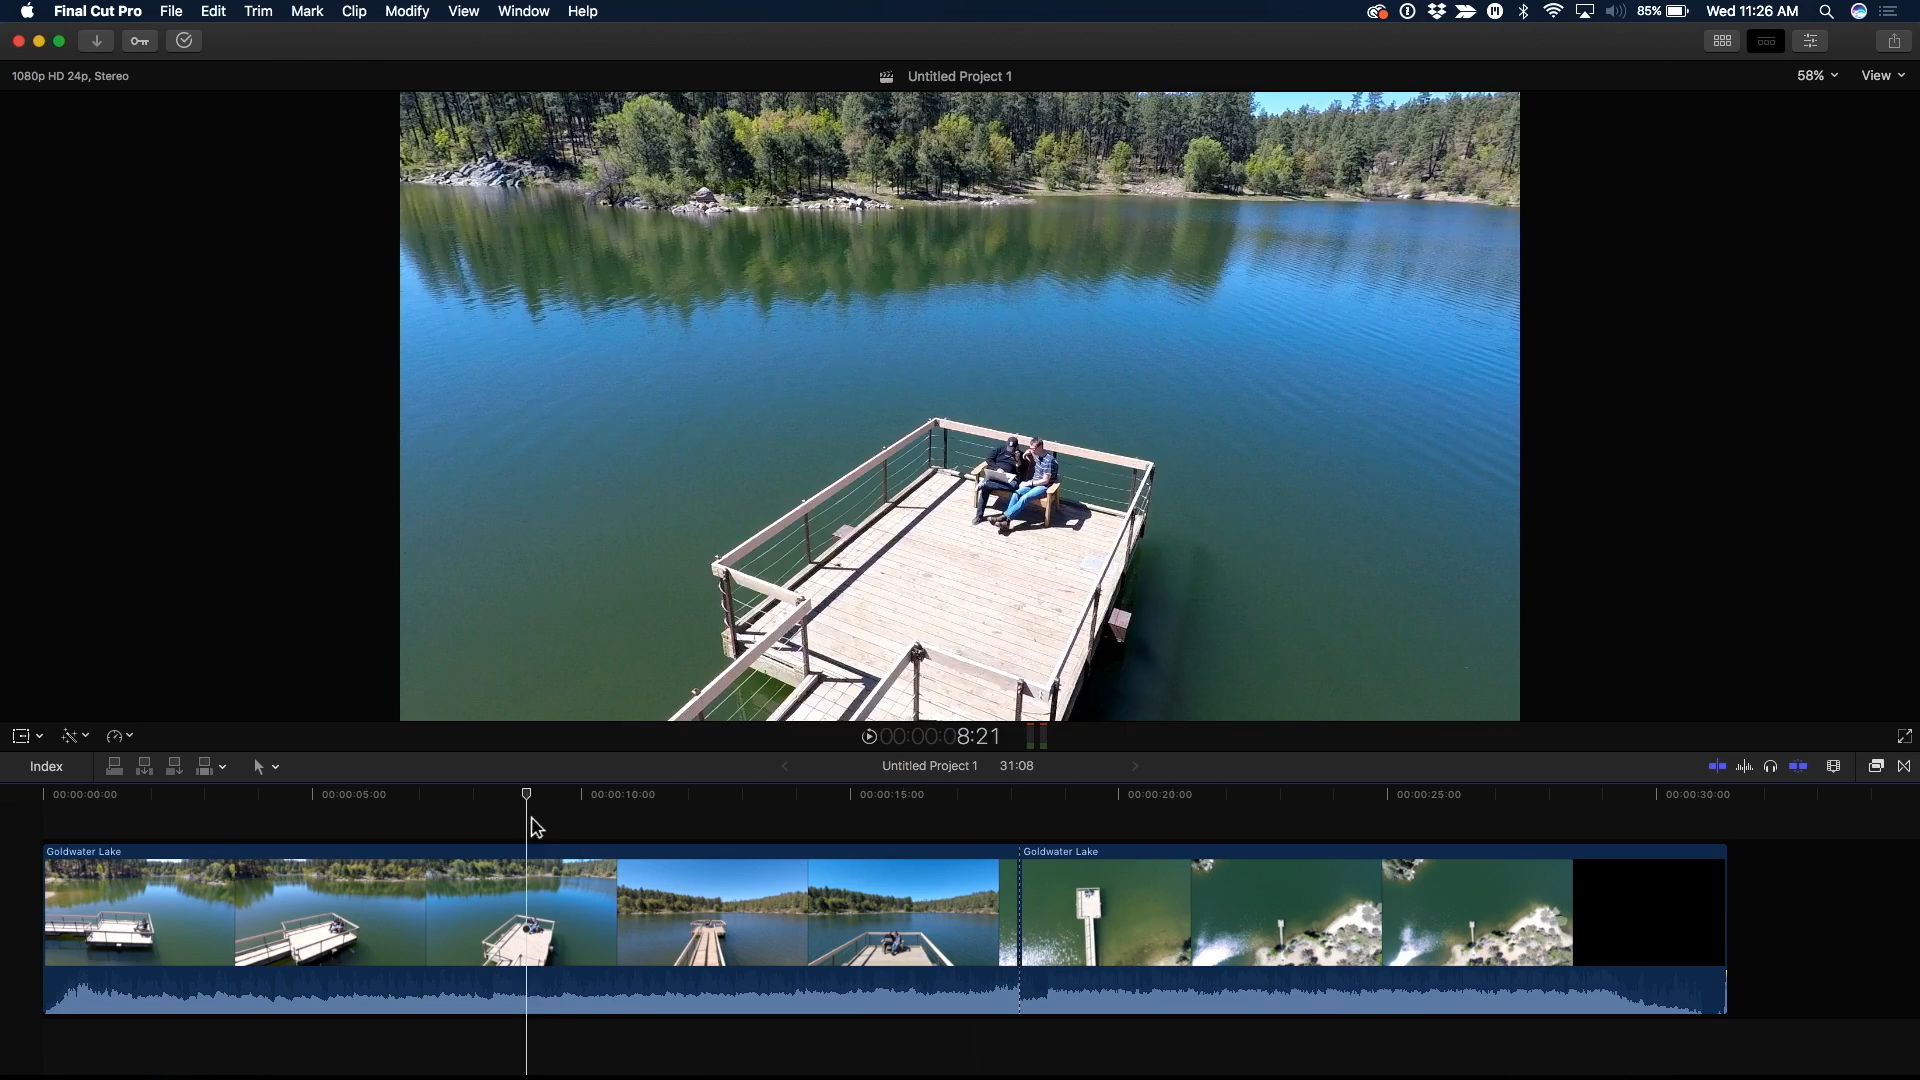 Final Cut Pro File Edit Trim Mark Clip Modify View Window Help 85% Wed 11:26 AM
1080p HD 24p, Stereo Untitled Project 1 58% View
00:00:08:21
Index Untitled Project 1 31:08
00:00:00:00 00:00:05:00 00:00:10:00 00:00:15:00 00:00:20:00 00:00:25:00 00:00:30:00
Goldwater Lake Goldwater Lake